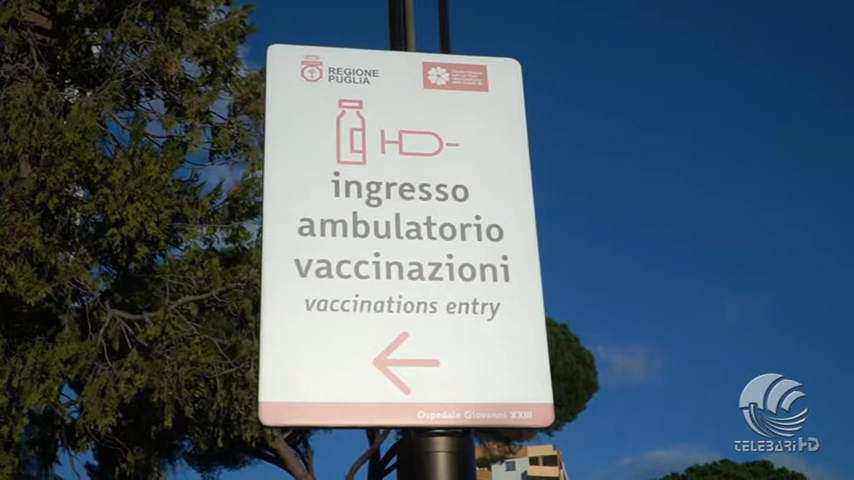 REGIONE
PUGLIA
ingresso
ambulatorio
vaccinazioni
vaccinations entry
Ospedale Giovanni XXIII
TELEBARI HD